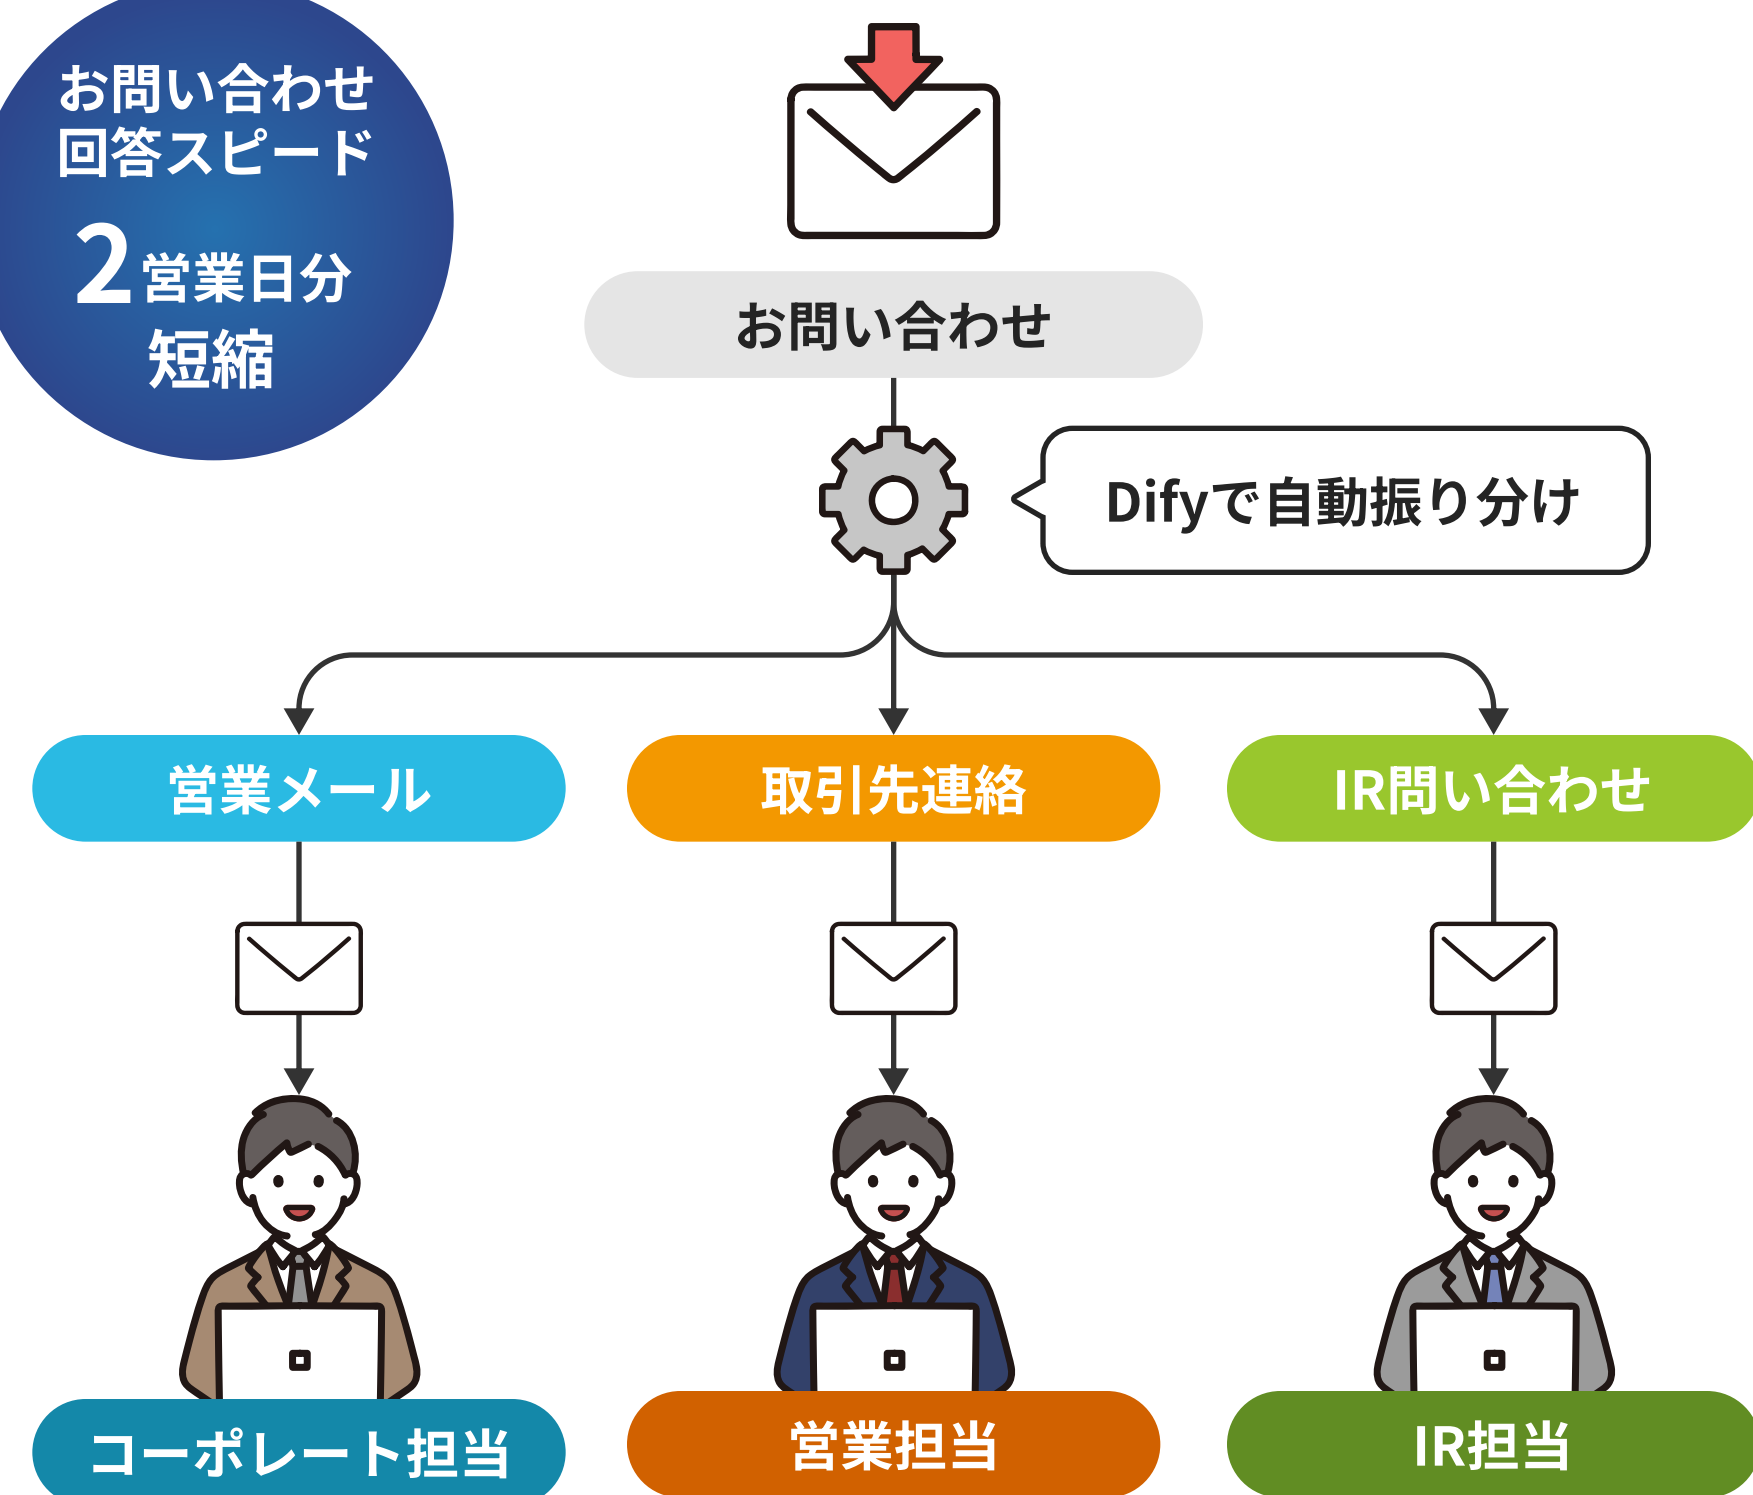 お問い合わせ
回答スピード
2営業日分
短縮
お問い合わせ
Difyで自動振り分け
営業メール
取引先連絡
IR問い合わせ
コーポレート担当
営業担当
IR担当